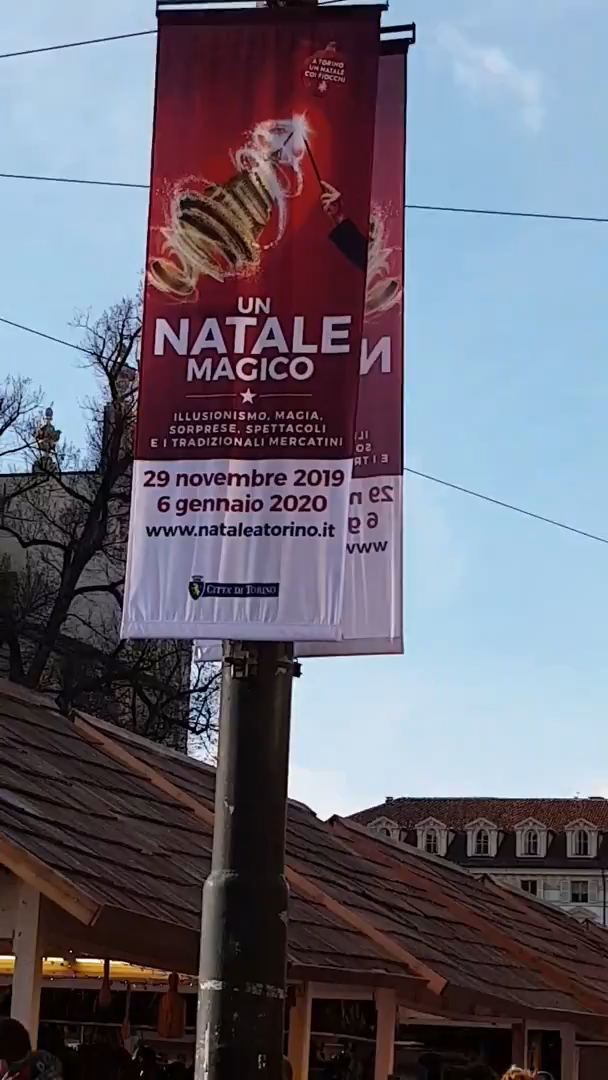 A TORINO
UN NATALE
COI FIOCCHI
UN
NATALE
MAGICO
ILLUSIONISMO, MAGIA,
SORPRESE, SPETTACOLI
E I TRADIZIONALI MERCATINI
29 novembre 2019
6 gennaio 2020
www.nataleatorino.it
CITTA' DI TORINO